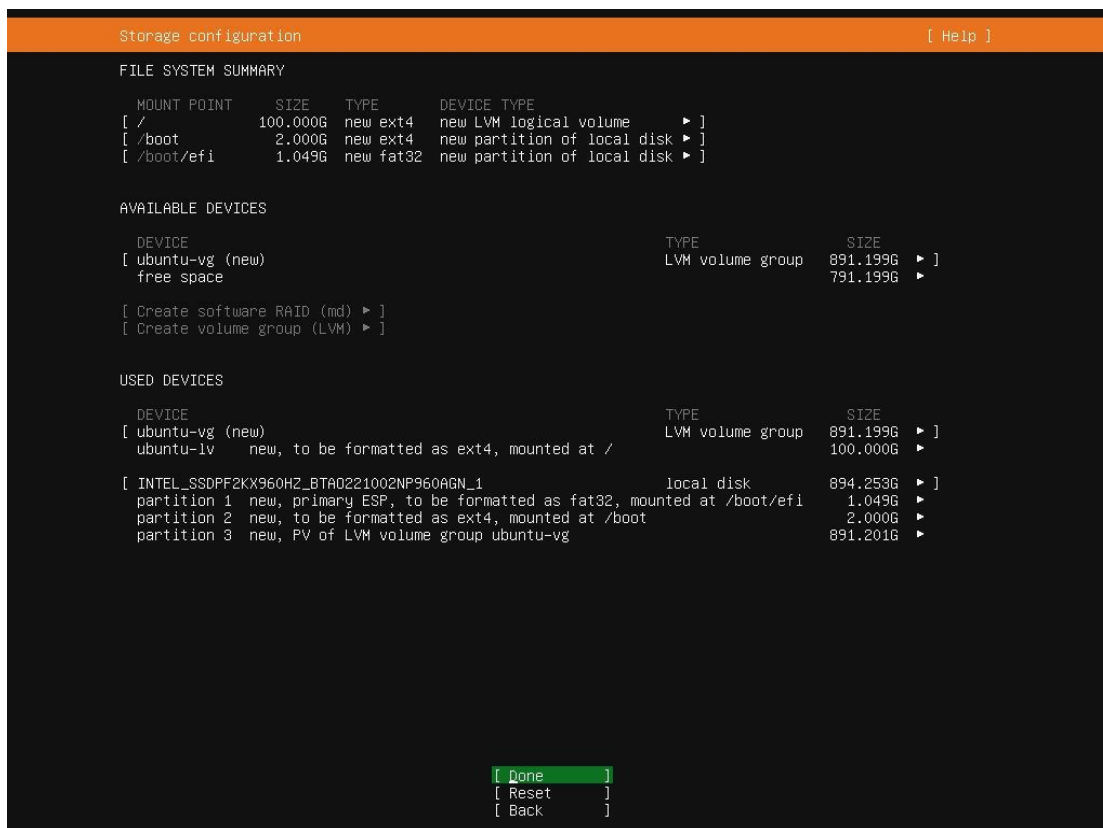 Storage configuration [ Help ]
FILE SYSTEM SUMMARY
MOUNT POINT SIZE TYPE DEVICE TYPE
[ / 100.000G new ext4 new LVM logical volume ▸ ]
[ /boot 2.000G new ext4 new partition of local disk ▸ ]
[ /boot/efi 1.049G new fat32 new partition of local disk ▸ ]
AVAILABLE DEVICES
DEVICE TYPE SIZE
[ ubuntu-vg (new) LVM volume group 891.199G ▸ ]
free space 791.199G ▸
[ Create software RAID (md) ▸ ]
[ Create volume group (LVM) ▸ ]
USED DEVICES
DEVICE TYPE SIZE
[ ubuntu-vg (new) LVM volume group 891.199G ▸ ]
ubuntu-lv new, to be formatted as ext4, mounted at / 100.000G ▸
[ INTEL_SSDPF2KX960HZ_BTAO221002NP960AGN_1 local disk 894.253G ▸ ]
partition 1 new, primary ESP, to be formatted as fat32, mounted at /boot/efi 1.049G ▸
partition 2 new, to be formatted as ext4, mounted at /boot 2.000G ▸
partition 3 new, PV of LVM volume group ubuntu-vg 891.201G ▸
[ Done ]
[ Reset ]
[ Back ]